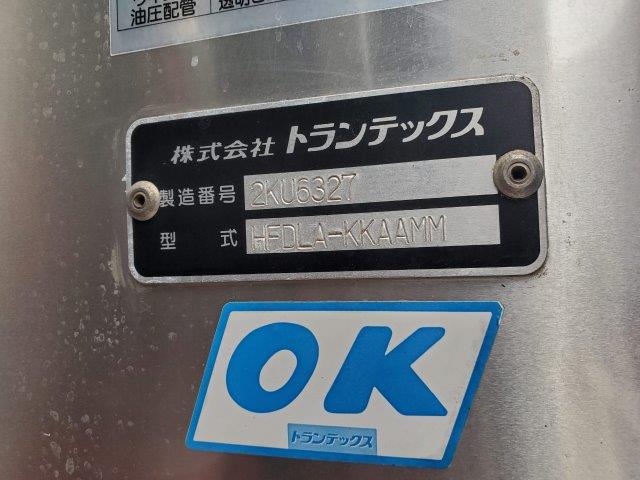 油圧配管
株式会社 トランテックス
製造番号 2KU6327
型 式 HFDLA-KKAAMM
OK
トランテックス